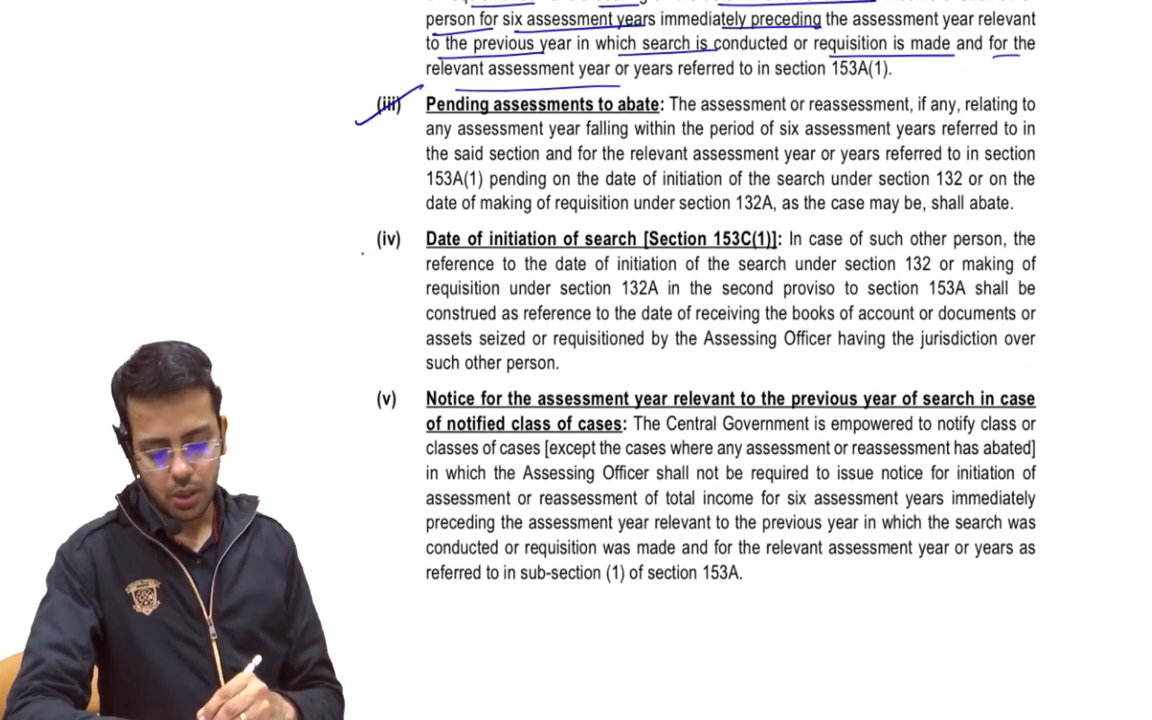 person for six assessment years immediately preceding the assessment year relevant
to the previous year in which search is conducted or requisition is made and for the
relevant assessment year or years referred to in section 153A(1).
(iii) Pending assessments to abate: The assessment or reassessment, if any, relating to
any assessment year falling within the period of six assessment years referred to in
the said section and for the relevant assessment year or years referred to in section
153A(1) pending on the date of initiation of the search under section 132 or on the
date of making of requisition under section 132A, as the case may be, shall abate.
(iv) Date of initiation of search [Section 153C(1)]: In case of such other person, the
reference to the date of initiation of the search under section 132 or making of
requisition under section 132A in the second proviso to section 153A shall be
construed as reference to the date of receiving the books of account or documents or
assets seized or requisitioned by the Assessing Officer having the jurisdiction over
such other person.
(v) Notice for the assessment year relevant to the previous year of search in case
of notified class of cases: The Central Government is empowered to notify class or
classes of cases [except the cases where any assessment or reassessment has abated]
in which the Assessing Officer shall not be required to issue notice for initiation of
assessment or reassessment of total income for six assessment years immediately
preceding the assessment year relevant to the previous year in which the search was
conducted or requisition was made and for the relevant assessment year or years as
referred to in sub-section (1) of section 153A.